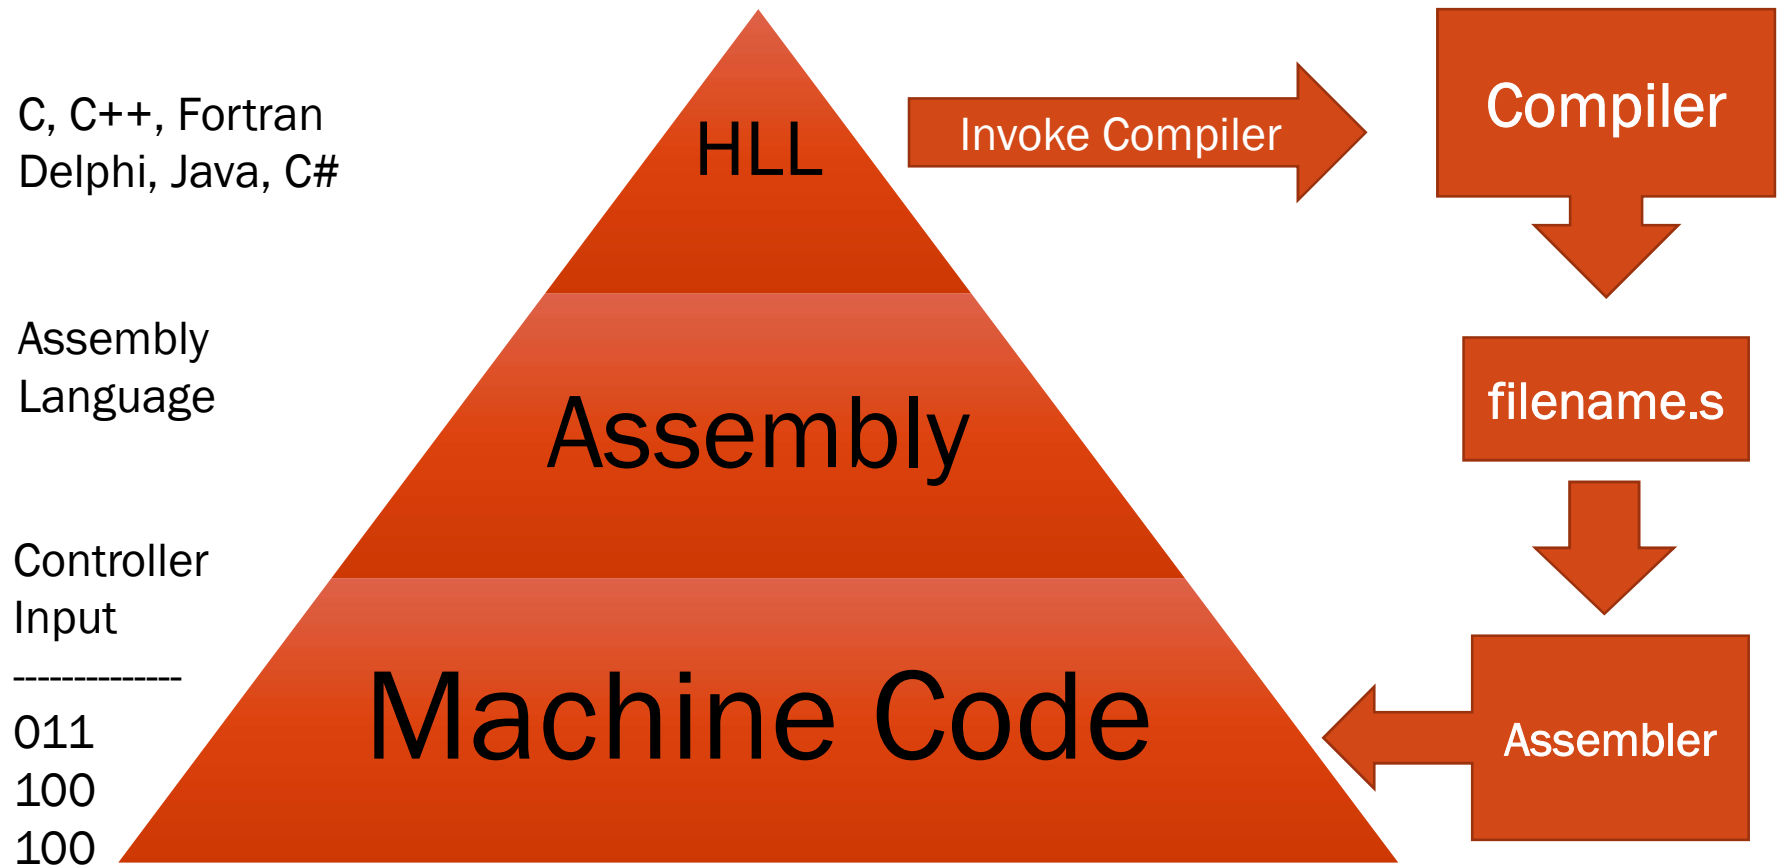 C, C++, Fortran
Delphi, Java, C#
HLL
Invoke Compiler
Compiler
Assembly
Language
Assembly
filename.s
Controller
Input
--------------
011
100
100
Machine Code
Assembler